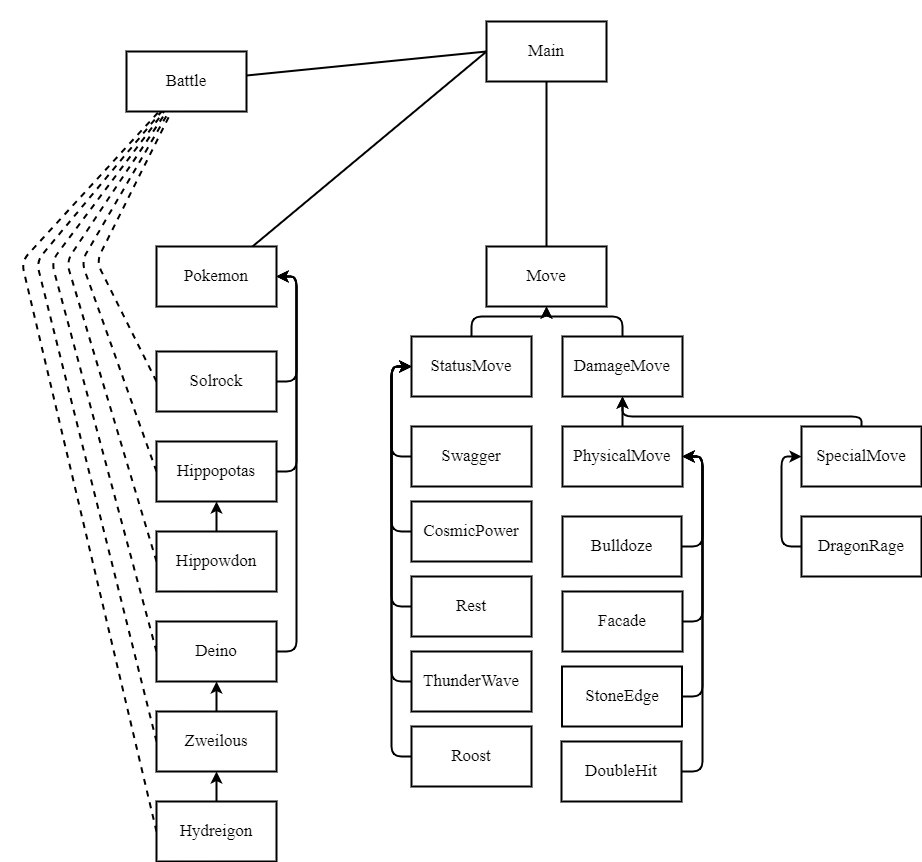 Main
Battle
Pokemon
Move
Solrock
StatusMove
DamageMove
Hippopotas
Swagger
PhysicalMove
SpecialMove
Hippowdon
CosmicPower
Bulldoze
DragonRage
Deino
Rest
Facade
Zweilous
ThunderWave
StoneEdge
Hydreigon
Roost
DoubleHit